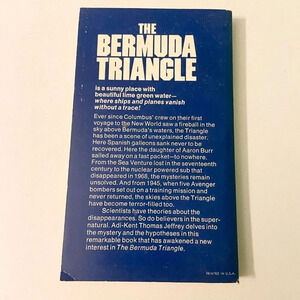 THE
BERMUDA
TRIANGLE
is a sunny place with
beautiful lime green water—
where ships and planes vanish
without a trace!
Ever since Columbus' crew on their first
voyage to the New World saw a fireball in the
sky above Bermuda's waters, the Triangle
has been a scene of unexplained disaster.
Here Spanish galleons sank never to be
recovered. Here the daughter of Aaron Burr
sailed away on a fast packet—to nowhere.
From the Sea Venture lost in the seventeenth
century to the nuclear powered sub that
disappeared in 1968, the mysteries remain
unsolved. And from 1945, when five Avenger
bombers set out on a training mission and
never returned, the skies above the Triangle
have become terror-filled too.
Scientists have theories about the
disappearances. So do believers in the super-
natural. Adi-Kent Thomas Jeffrey delves into
the mystery and the hypotheses in this
remarkable book that has awakened a new
interest in The Bermuda Triangle.
PRINTED IN U.S.A.